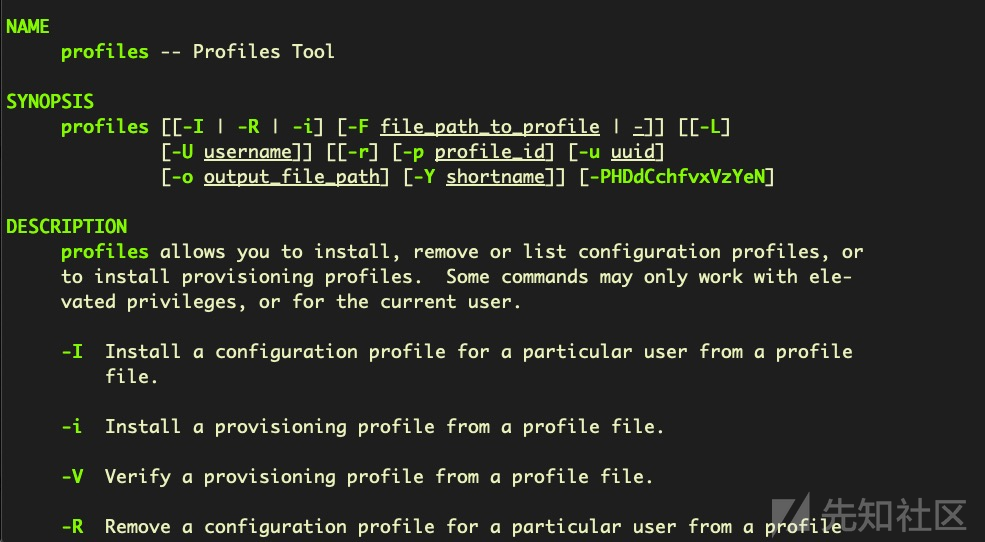 NAME
profiles -- Profiles Tool
SYNOPSIS
profiles [[-I | -R | -i] [-F file_path_to_profile | -]] [[-L]
[-U username]] [[-r] [-p profile_id] [-u uuid]
[-o output_file_path] [-Y shortname]] [-PHDdCchfvxVzYeN]
DESCRIPTION
profiles allows you to install, remove or list configuration profiles, or
to install provisioning profiles.  Some commands may only work with ele-
vated privileges, or for the current user.
-I  Install a configuration profile for a particular user from a profile
file.
-i  Install a provisioning profile from a profile file.
-V  Verify a provisioning profile from a profile file.
-R  Remove a configuration profile for a particular user from a profile
先知社区